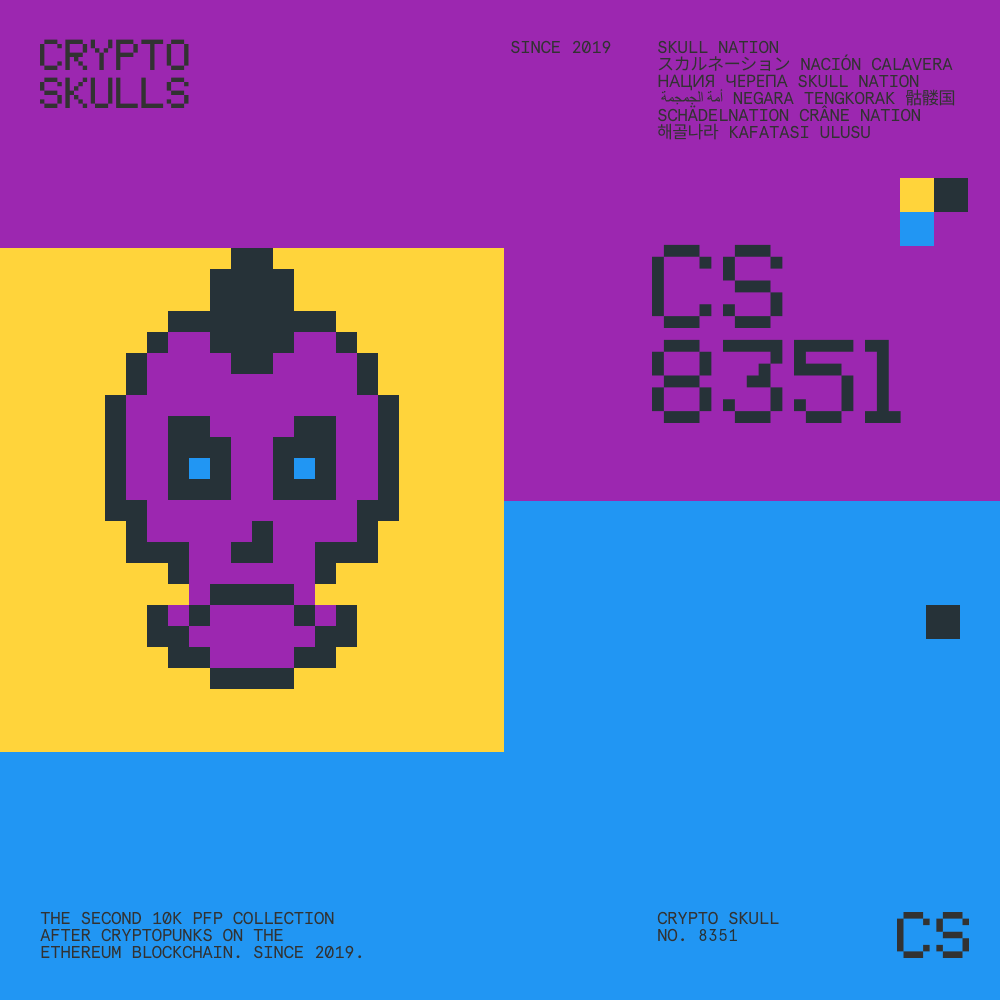 CRYPTO
SKULLS
SINCE 2019
SKULL NATION
スカルネーション NACIÓN CALAVERA
НАЦИЯ ЧЕРЕПА SKULL NATION
أمة الجمجمة NEGARA TENGKORAK 骷髅国
SCHÄDELNATION CRÂNE NATION
해골나라 KAFATASI ULUSU
CS
8351
THE SECOND 10K PFP COLLECTION
AFTER CRYPTOPUNKS ON THE
ETHEREUM BLOCKCHAIN. SINCE 2019.
CRYPTO SKULL
NO. 8351
CS